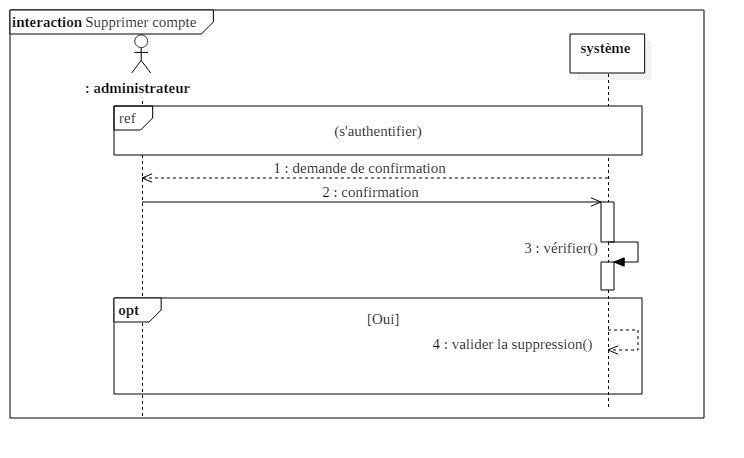 interaction Supprimer compte
système
: administrateur
ref
(s'authentifier)
1 : demande de confirmation
2 : confirmation
3 : vérifier()
opt
[Oui]
4 : valider la suppression()